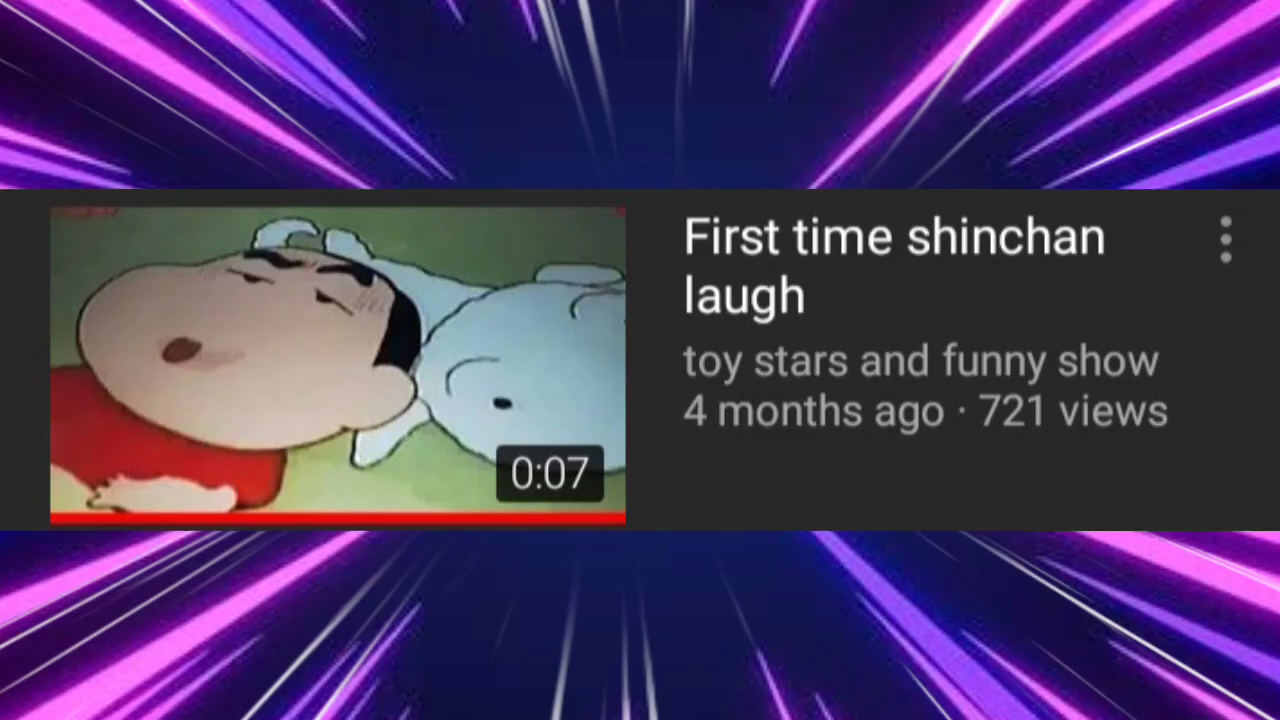 0:07
First time shinchan
laugh
toy stars and funny show
4 months ago · 721 views